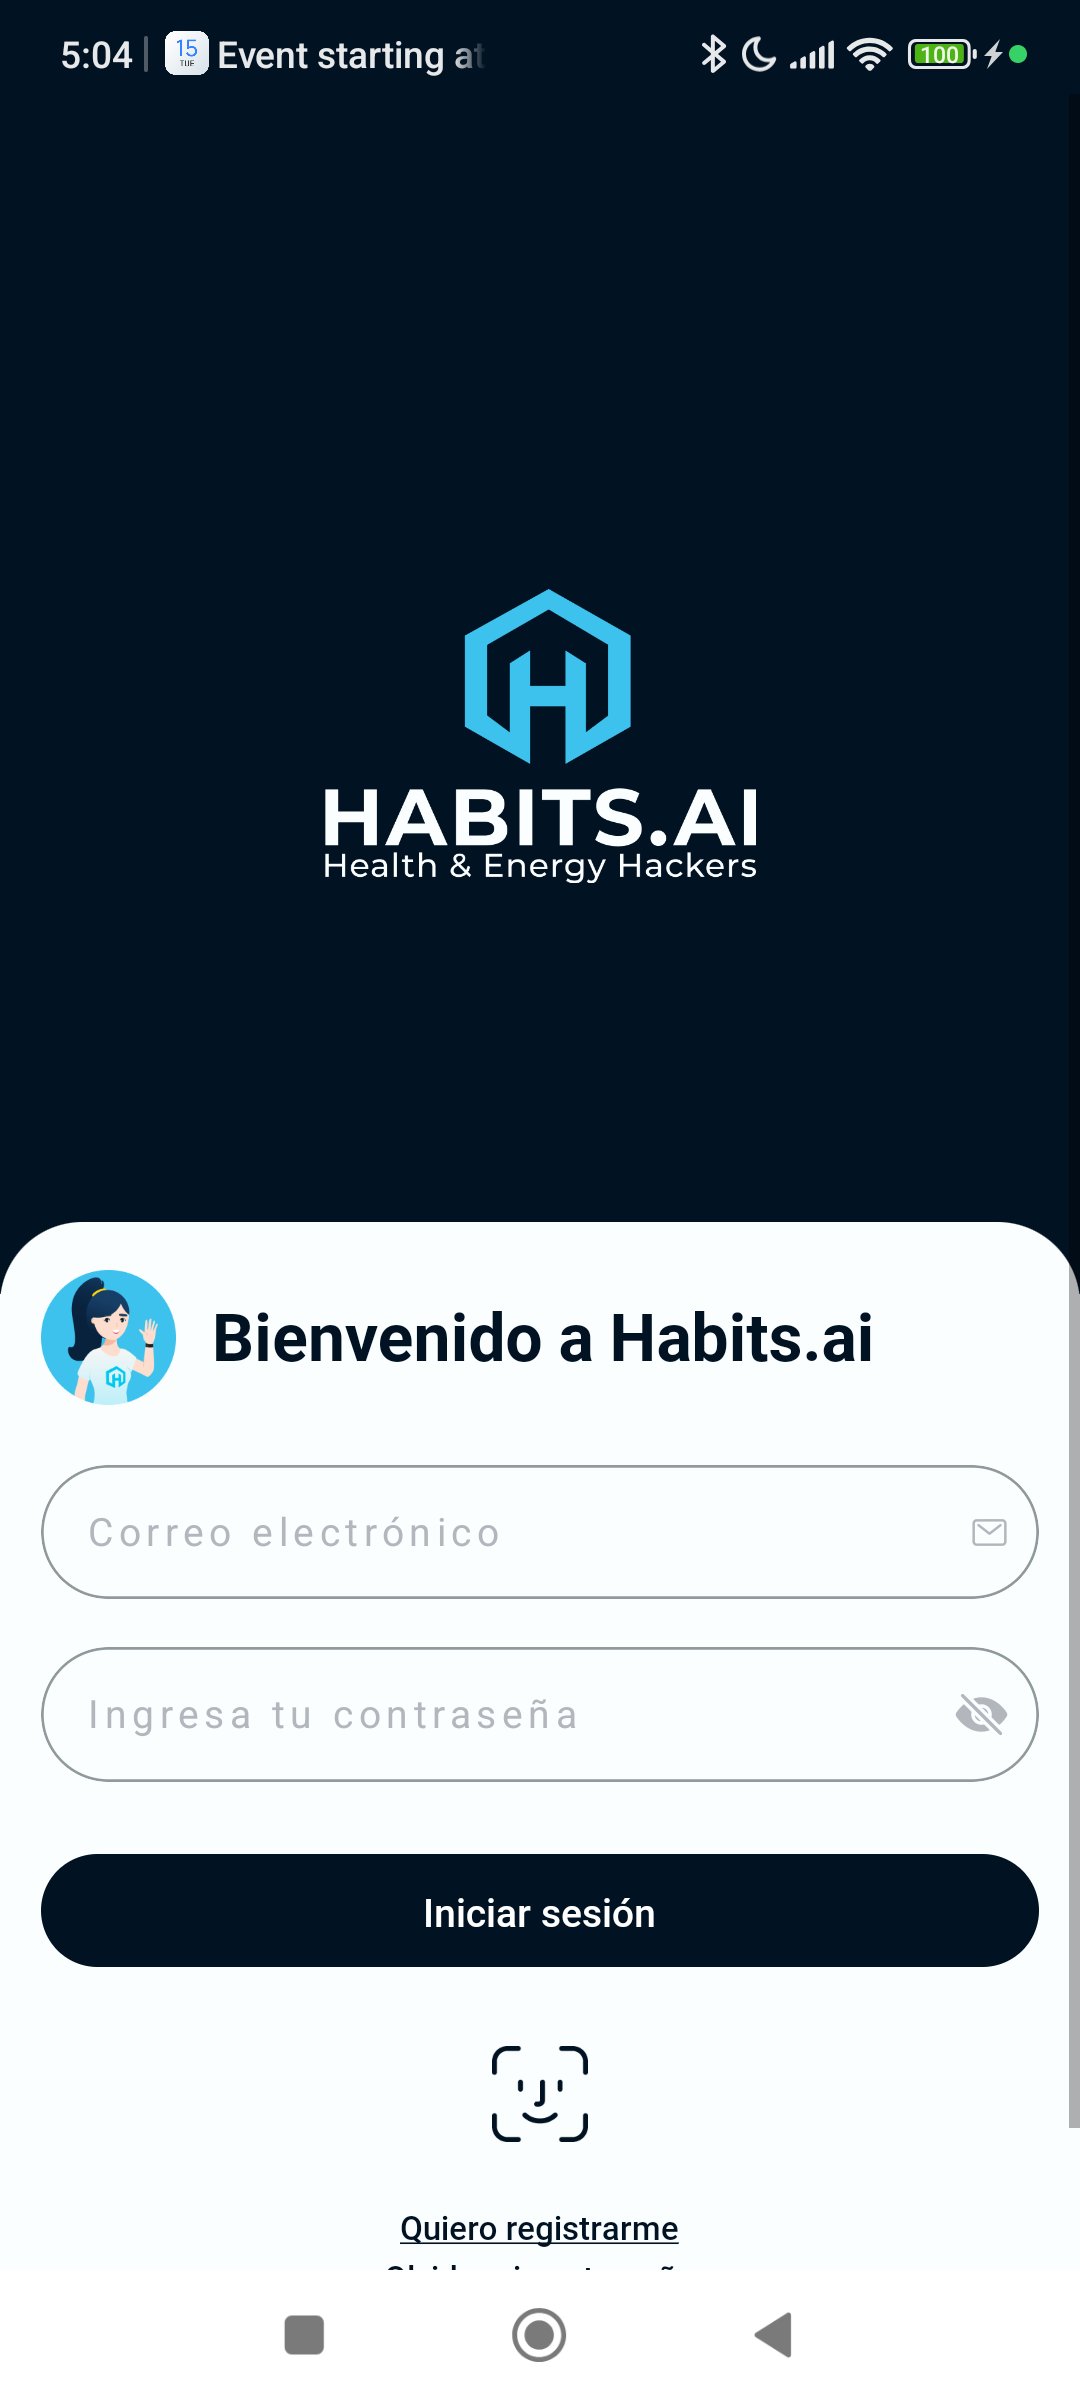 5:04
15
TUE
Event starting at
100
HABITS.AI
Health & Energy Hackers
Bienvenido a Habits.ai
Correo electrónico
Ingresa tu contraseña
Iniciar sesión
Quiero registrarme